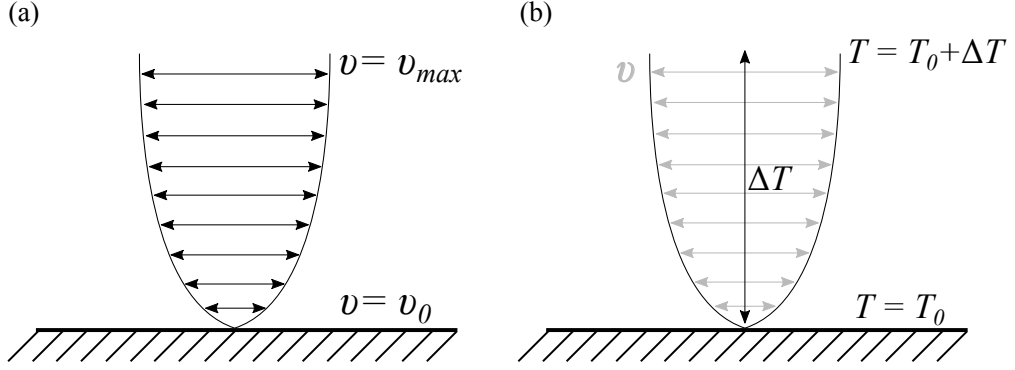 (a)
(b)
υ = υmax
υ
T = T0+ΔT
ΔT
υ = υ0
T = T0